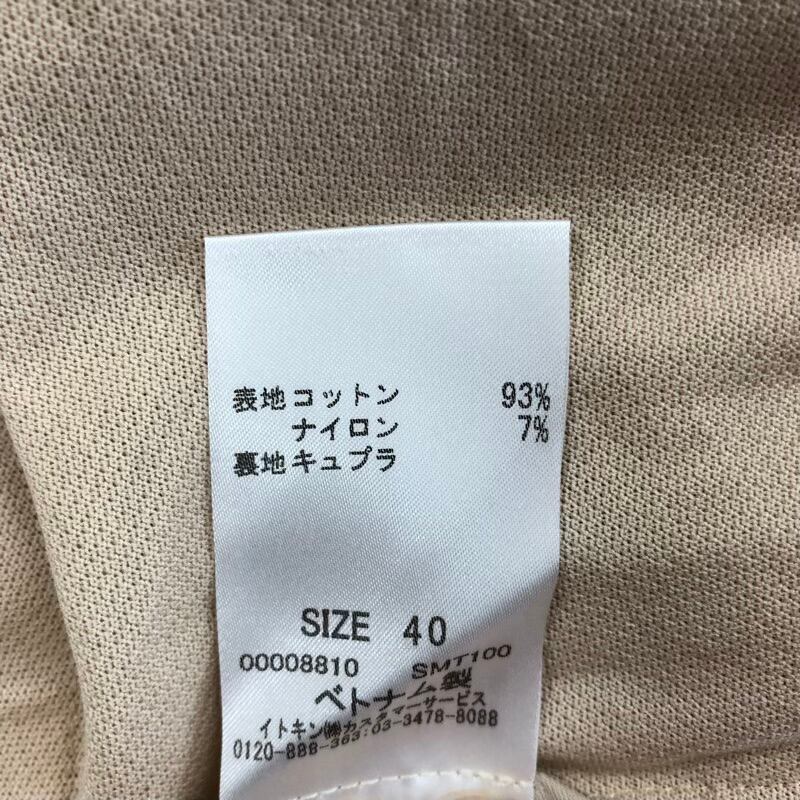 表地コットン 93%
ナイロン 7%
裏地キュプラ
SIZE 40
00008810 SMT100
ベトナム製
イトキン㈱カスタマーサービス
0120-888-363:03-3478-8088